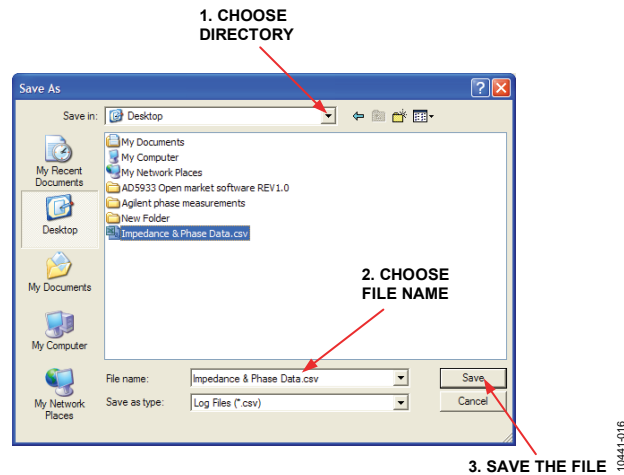 1. CHOOSE
DIRECTORY
Save As
Save in:
Desktop
My Documents
My Computer
My Network Places
AD5933 Open market software REV1.0
Agilent phase measurements
New Folder
Impedance & Phase Data.csv
My Recent
Documents
Desktop
My Documents
My Computer
My Network
Places
2. CHOOSE
FILE NAME
File name:
Impedance & Phase Data.csv
Save
Save as type:
Log Files (*.csv)
Cancel
3. SAVE THE FILE
10441-016